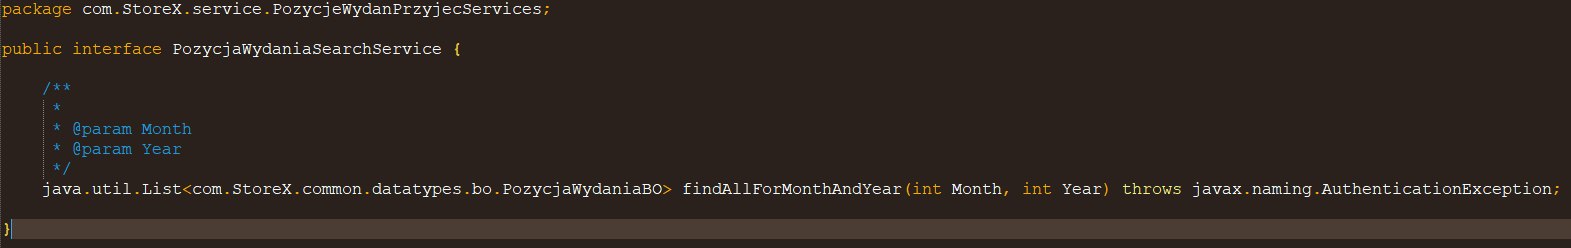 package com.StoreX.service.PozycjeWydanPrzyjecServices;
public interface PozycjaWydaniaSearchService {
/**
*
* @param Month
* @param Year
*/
java.util.List<com.StoreX.common.datatypes.bo.PozycjaWydaniaBO> findAllForMonthAndYear(int Month, int Year) throws javax.naming.AuthenticationException;
}